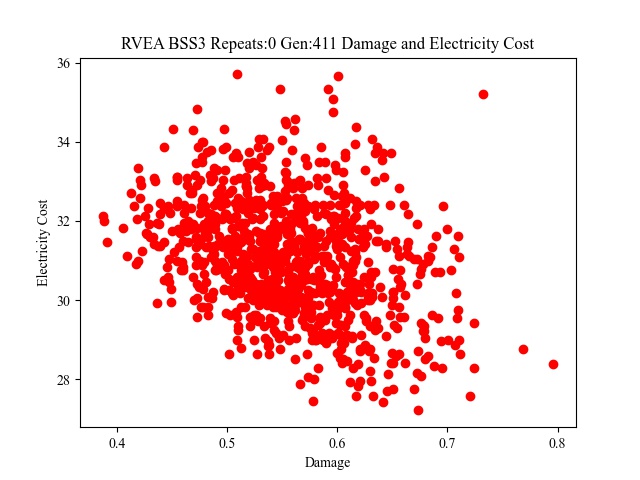 RVEA BSS3 Repeats:0 Gen:411 Damage and Electricity Cost
36
34
32
30
28
Electricity Cost
0.4 0.5 0.6 0.7 0.8
Damage